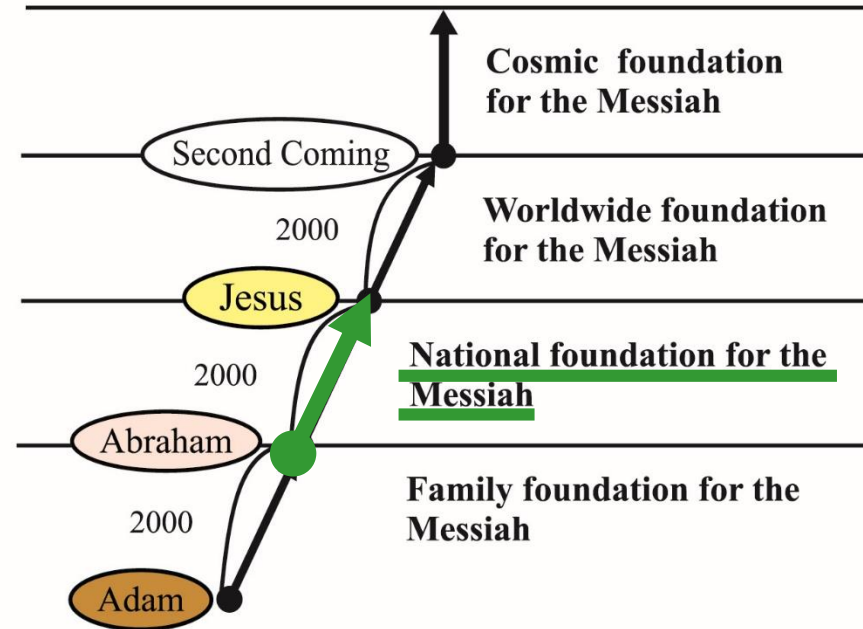 Cosmic foundation
for the Messiah
Second Coming
2000
Worldwide foundation
for the Messiah
Jesus
2000
National foundation for the
Messiah
Abraham
2000
Family foundation for the
Messiah
Adam